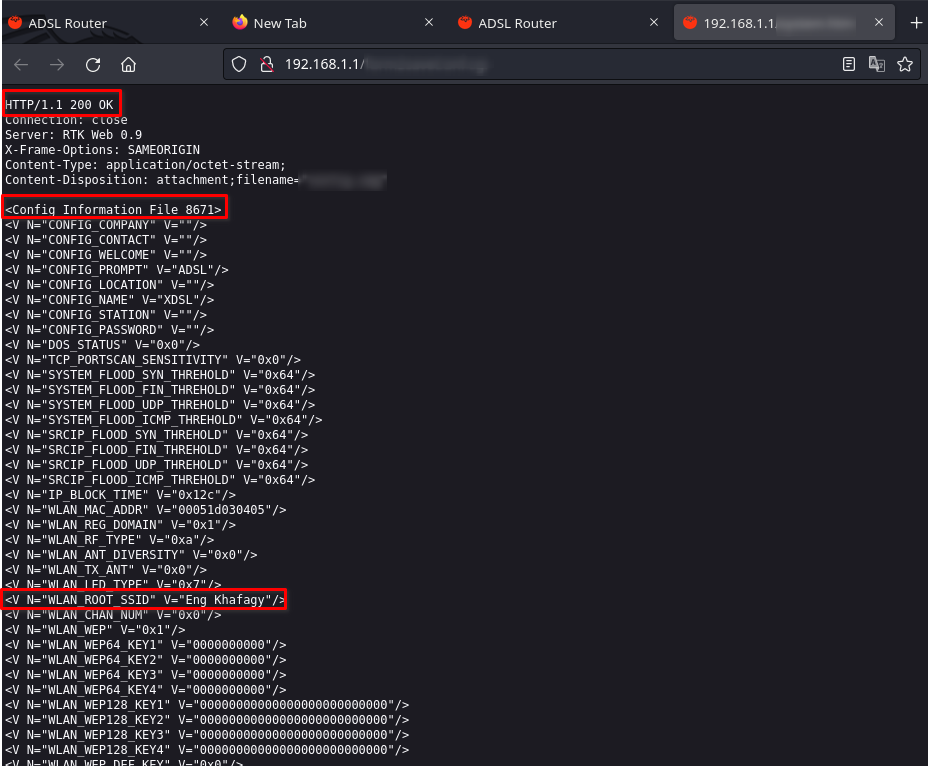 ADSL Router
New Tab
ADSL Router
192.168.1.1
192.168.1.1/
HTTP/1.1 200 OK
Connection: close
Server: RTK Web 0.9
X-Frame-Options: SAMEORIGIN
Content-Type: application/octet-stream;
Content-Disposition: attachment;filename=
<Config Information File 8671>
<V N="CONFIG_COMPANY" V=""/>
<V N="CONFIG_CONTACT" V=""/>
<V N="CONFIG_WELCOME" V=""/>
<V N="CONFIG_PROMPT" V="ADSL"/>
<V N="CONFIG_LOCATION" V=""/>
<V N="CONFIG_NAME" V="XDSL"/>
<V N="CONFIG_STATION" V=""/>
<V N="CONFIG_PASSWORD" V=""/>
<V N="DOS_STATUS" V="0x0"/>
<V N="TCP_PORTSCAN_SENSITIVITY" V="0x0"/>
<V N="SYSTEM_FLOOD_SYN_THREHOLD" V="0x64"/>
<V N="SYSTEM_FLOOD_FIN_THREHOLD" V="0x64"/>
<V N="SYSTEM_FLOOD_UDP_THREHOLD" V="0x64"/>
<V N="SYSTEM_FLOOD_ICMP_THREHOLD" V="0x64"/>
<V N="SRCIP_FLOOD_SYN_THREHOLD" V="0x64"/>
<V N="SRCIP_FLOOD_FIN_THREHOLD" V="0x64"/>
<V N="SRCIP_FLOOD_UDP_THREHOLD" V="0x64"/>
<V N="SRCIP_FLOOD_ICMP_THREHOLD" V="0x64"/>
<V N="IP_BLOCK_TIME" V="0x12c"/>
<V N="WLAN_MAC_ADDR" V="00051d030405"/>
<V N="WLAN_REG_DOMAIN" V="0x1"/>
<V N="WLAN_RF_TYPE" V="0xa"/>
<V N="WLAN_ANT_DIVERSITY" V="0x0"/>
<V N="WLAN_TX_ANT" V="0x0"/>
<V N="WLAN_LED_TYPE" V="0x7"/>
<V N="WLAN_ROOT_SSID" V="Eng Khafagy"/>
<V N="WLAN_CHAN_NUM" V="0x0"/>
<V N="WLAN_WEP" V="0x1"/>
<V N="WLAN_WEP64_KEY1" V="0000000000"/>
<V N="WLAN_WEP64_KEY2" V="0000000000"/>
<V N="WLAN_WEP64_KEY3" V="0000000000"/>
<V N="WLAN_WEP64_KEY4" V="0000000000"/>
<V N="WLAN_WEP128_KEY1" V="00000000000000000000000000"/>
<V N="WLAN_WEP128_KEY2" V="00000000000000000000000000"/>
<V N="WLAN_WEP128_KEY3" V="00000000000000000000000000"/>
<V N="WLAN_WEP128_KEY4" V="00000000000000000000000000"/>
<V N="WLAN_WEP_DEF_KEY" V="0x0"/>